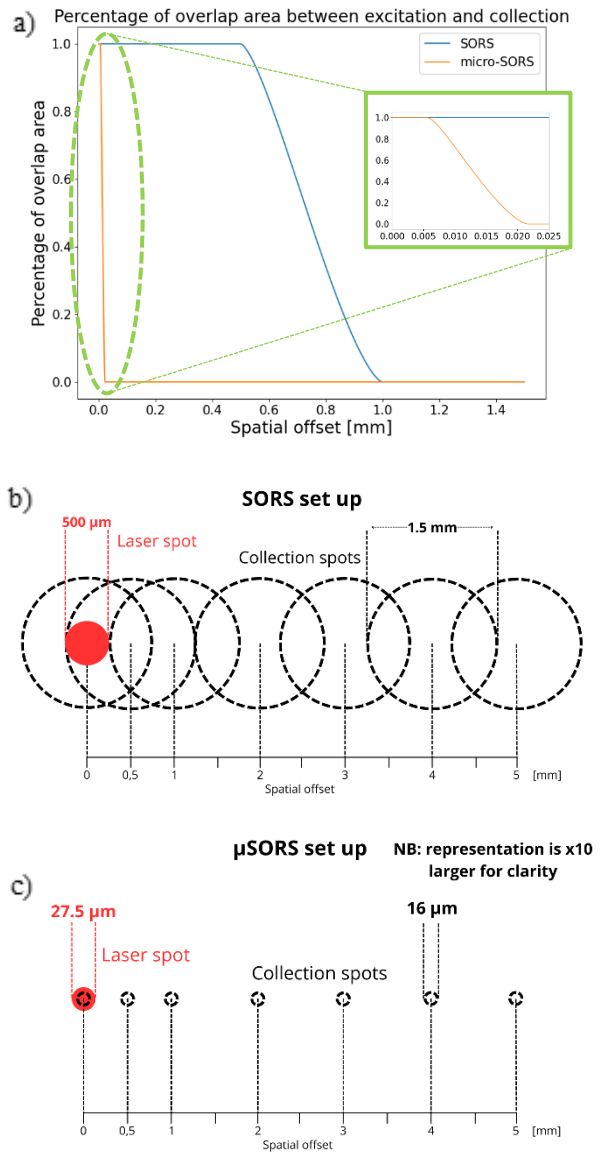 a)
Percentage of overlap area between excitation and collection
Percentage of overlap area
1.0
0.8
0.6
0.4
0.2
0.0
SORS
micro-SORS
1.0
0.8
0.6
0.4
0.2
0.0
0.000 0.005 0.010 0.015 0.020 0.025
0.0 0.2 0.4 0.6 0.8 1.0 1.2 1.4
Spatial offset [mm]
b)
SORS set up
500 µm
Laser spot
Collection spots
1.5 mm
0 0,5 1 2 3 4 5 [mm]
Spatial offset
µSORS set up
NB: representation is x10
larger for clarity
c)
27.5 µm
16 µm
Laser spot
Collection spots
0 0,5 1 2 3 4 5 [mm]
Spatial offset